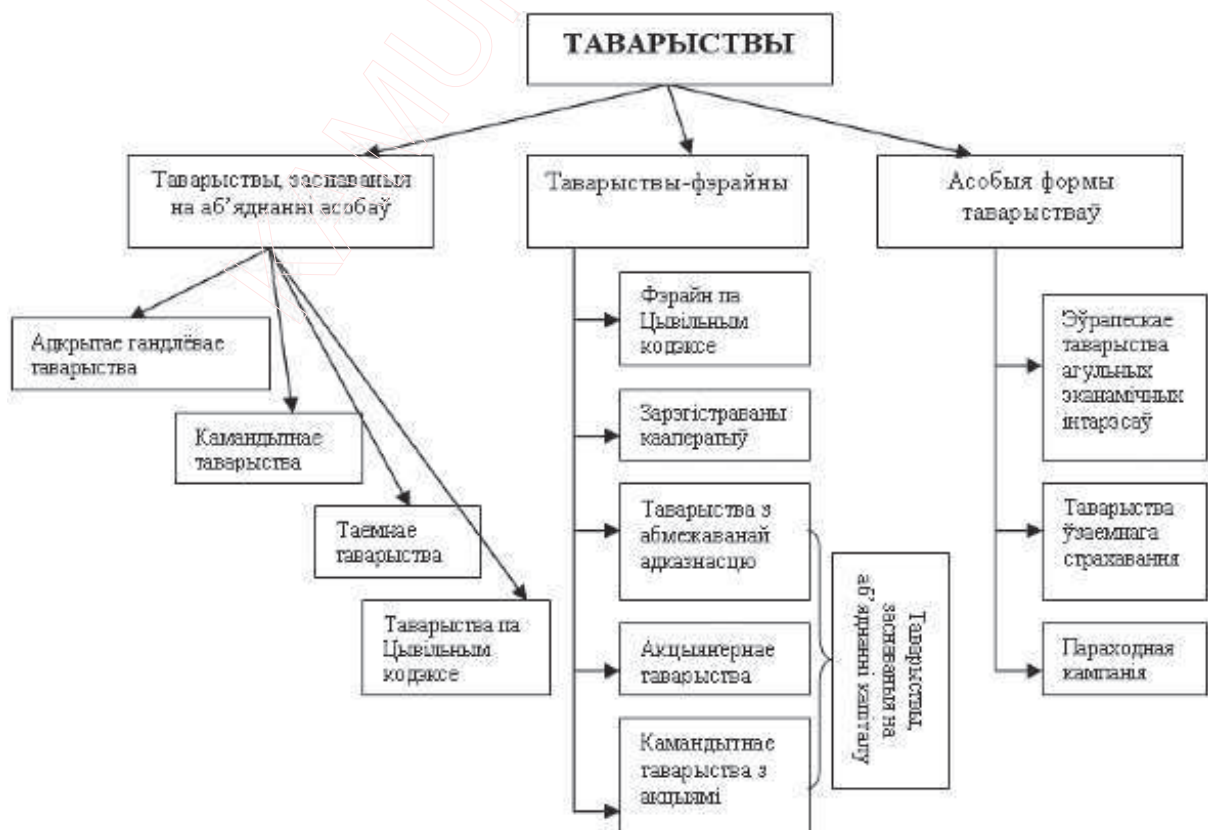 ТАВАРЫСТВЫ
Таварыствы, заснаваныя
на аб’яднанні асобаў
Таварыствы-фэрайны
Асобыя формы
таварыстваў
Адкрытае гандлёвае
таварыства
Камандытнае
таварыства
Таемнае
таварыства
Таварыства па
Цывільным
кодэксе
Фэрайн па
Цывільным
кодэксе
Зарэгістраваны
кааператыў
Таварыства з
абмежаванай
адказнасцю
Акцыянернае
таварыства
Камандытнае
таварыства з
акцыямі
Таварыствы,
заснаваныя на
аб’яднанні капіталу
Эўрапескае
таварыства
агульных
эканамічных
інтарэсаў
Таварыства
ўзаемнага
страхавання
Параходная
кампанія